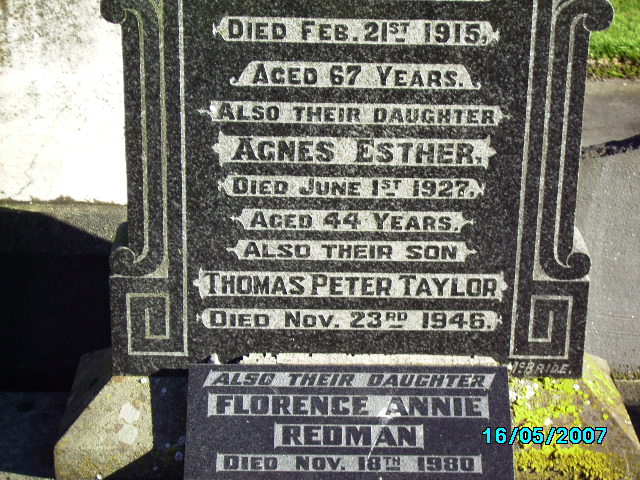 DIED FEB. 21ST 1915,
AGED 67 YEARS.
ALSO THEIR DAUGHTER
AGNES ESTHER,
DIED JUNE 1ST 1927,
AGED 44 YEARS.
ALSO THEIR SON
THOMAS PETER TAYLOR
DIED NOV. 23RD 1946.
McBRIDE.
ALSO THEIR DAUGHTER
FLORENCE ANNIE
REDMAN
DIED NOV. 18TH 1980
16/05/2007